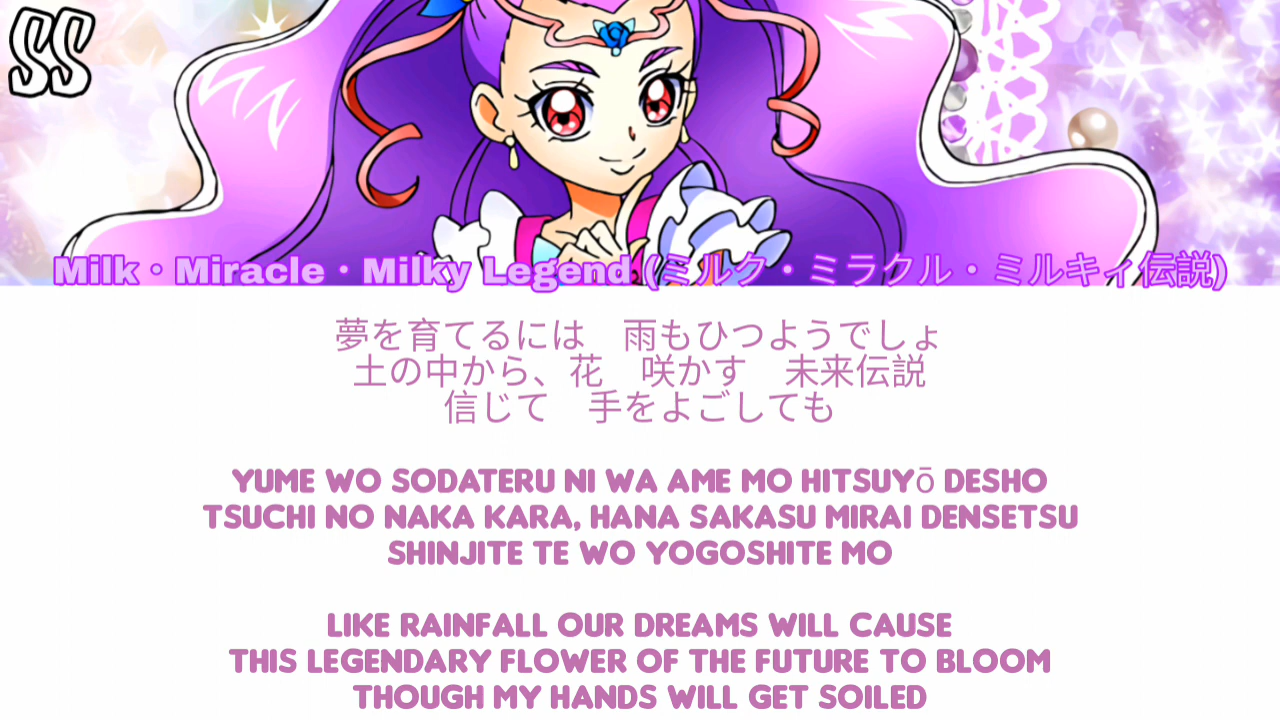 SS
Milk・Miracle・Milky Legend (ミルク・ミラクル・ミルキィ伝説)
夢を育てるには　雨もひつようでしょ
土の中から、花　咲かす　未来伝説
信じて　手をよごしても
YUME WO SODATERU NI WA AME MO HITSUYŌ DESHO
TSUCHI NO NAKA KARA, HANA SAKASU MIRAI DENSETSU
SHINJITE TE WO YOGOSHITE MO
LIKE RAINFALL OUR DREAMS WILL CAUSE
THIS LEGENDARY FLOWER OF THE FUTURE TO BLOOM
THOUGH MY HANDS WILL GET SOILED